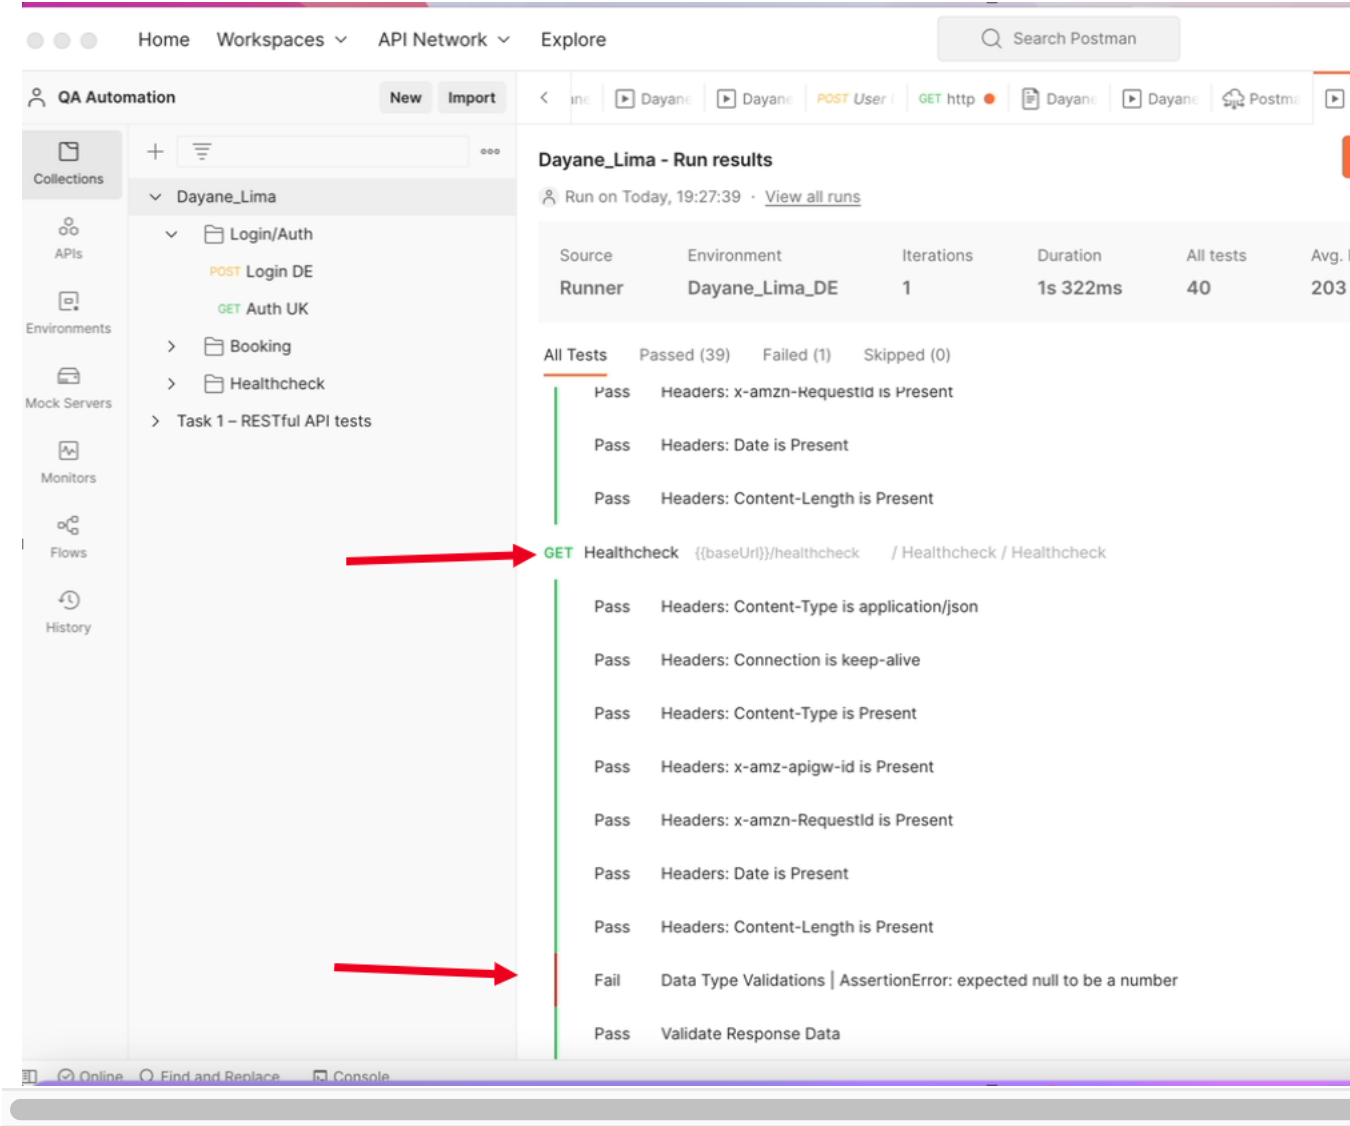 Home Workspaces API Network Explore Search Postman
QA Automation New Import
Dayane Dayane POST User GET http Dayane Dayane Postma
Collections
APIs
Environments
Mock Servers
Monitors
Flows
History
Dayane_Lima
Login/Auth
POST Login DE
GET Auth UK
Booking
Healthcheck
Task 1 – RESTful API tests
Dayane_Lima - Run results
Run on Today, 19:27:39 · View all runs
Source Environment Iterations Duration All tests Avg.
Runner Dayane_Lima_DE 1 1s 322ms 40 203
All Tests Passed (39) Failed (1) Skipped (0)
Pass Headers: x-amzn-RequestId is Present
Pass Headers: Date is Present
Pass Headers: Content-Length is Present
GET Healthcheck {{baseUrl}}/healthcheck / Healthcheck / Healthcheck
Pass Headers: Content-Type is application/json
Pass Headers: Connection is keep-alive
Pass Headers: Content-Type is Present
Pass Headers: x-amz-apigw-id is Present
Pass Headers: x-amzn-RequestId is Present
Pass Headers: Date is Present
Pass Headers: Content-Length is Present
Fail Data Type Validations | AssertionError: expected null to be a number
Pass Validate Response Data
Online Find and Replace Console